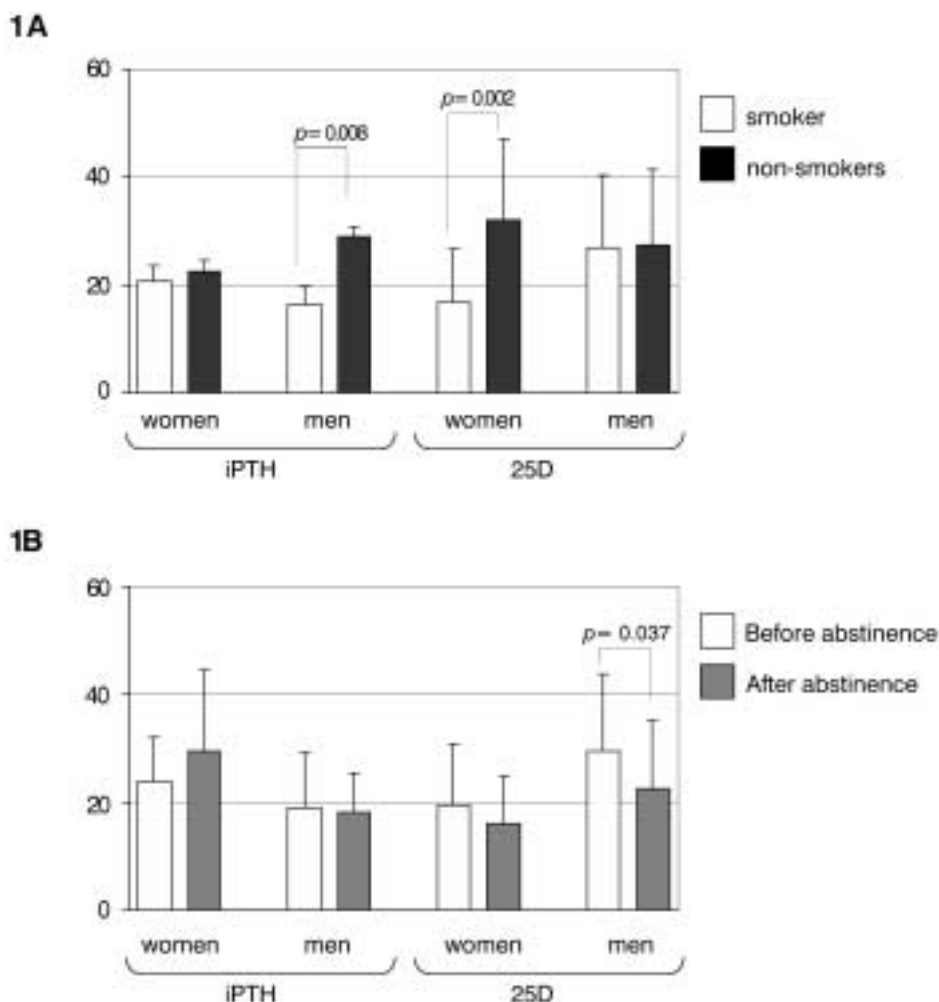 1A
60
40
20
0
p= 0.008
p= 0.002
smoker
non-smokers
women men women men
iPTH 25D
1B
60
40
20
0
p= 0.037
Before abstinence
After abstinence
women men women men
iPTH 25D